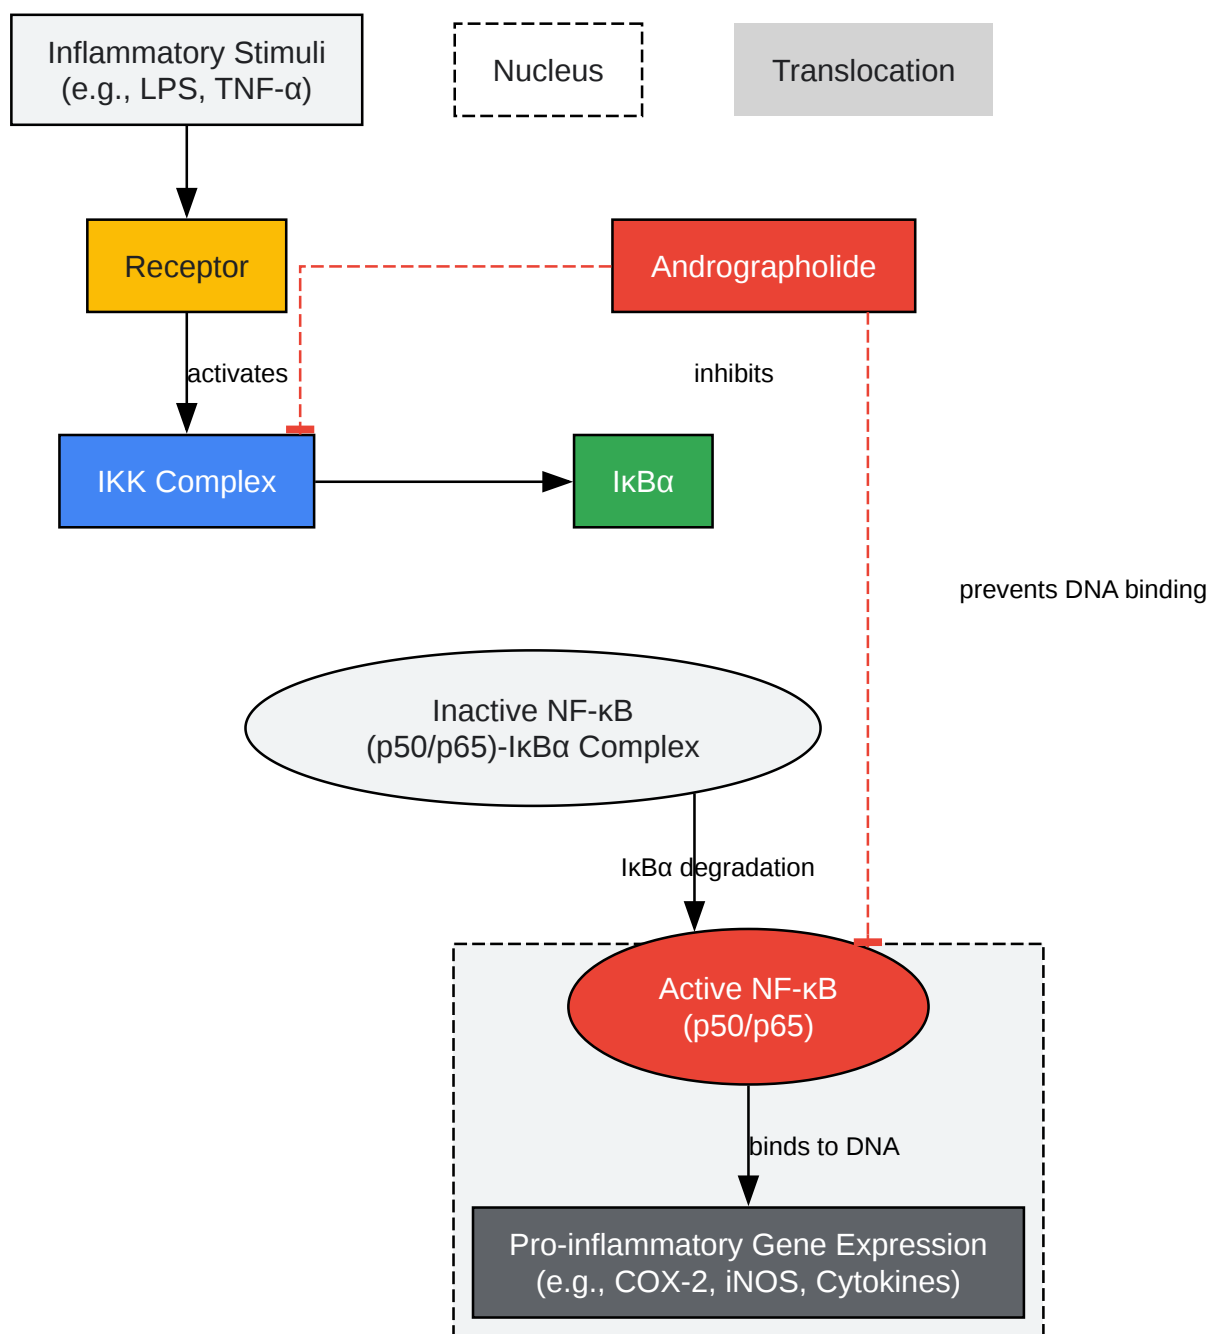 Inflammatory Stimuli
(e.g., LPS, TNF-α)
Nucleus
Translocation
Receptor
Andrographolide
activates
inhibits
IKK Complex
IκBα
prevents DNA binding
Inactive NF-κB
(p50/p65)-IκBα Complex
IκBα degradation
Active NF-κB
(p50/p65)
binds to DNA
Pro-inflammatory Gene Expression
(e.g., COX-2, iNOS, Cytokines)